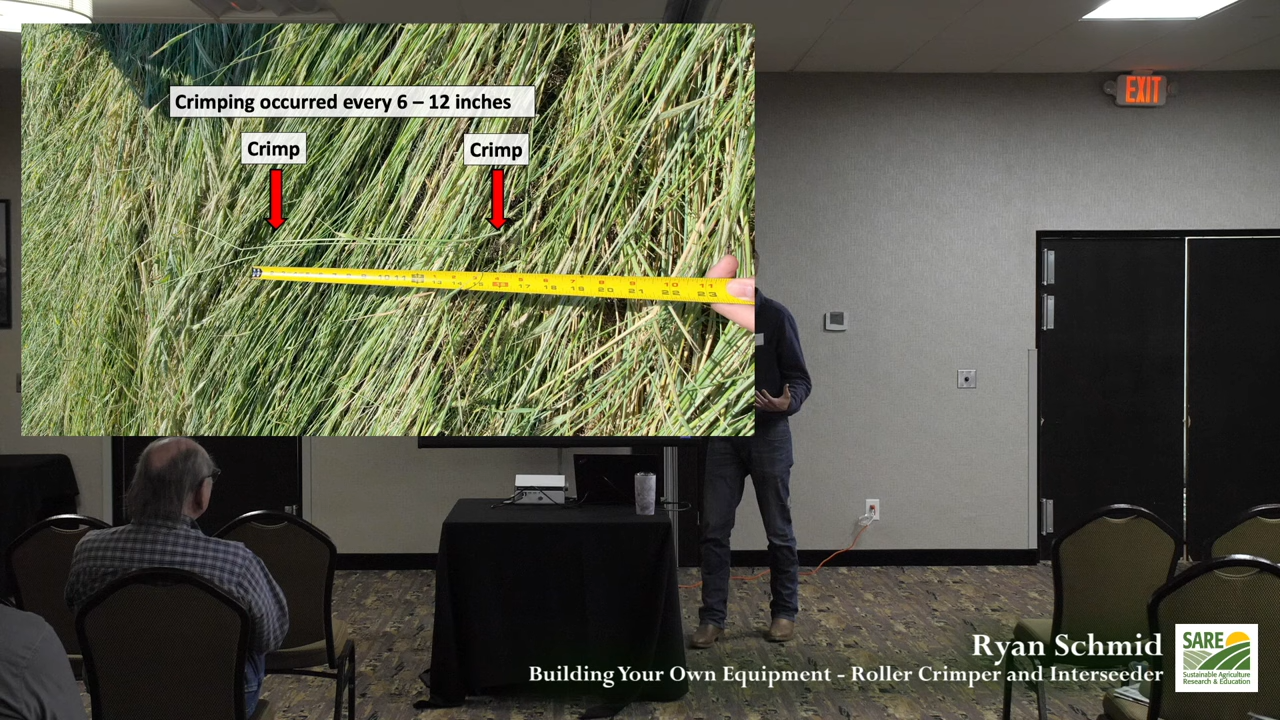 Crimping occurred every 6 – 12 inches
Crimp
Crimp
EXIT
Ryan Schmid
Building Your Own Equipment - Roller Crimper and Interseeder
SARE
Sustainable Agriculture
Research & Education